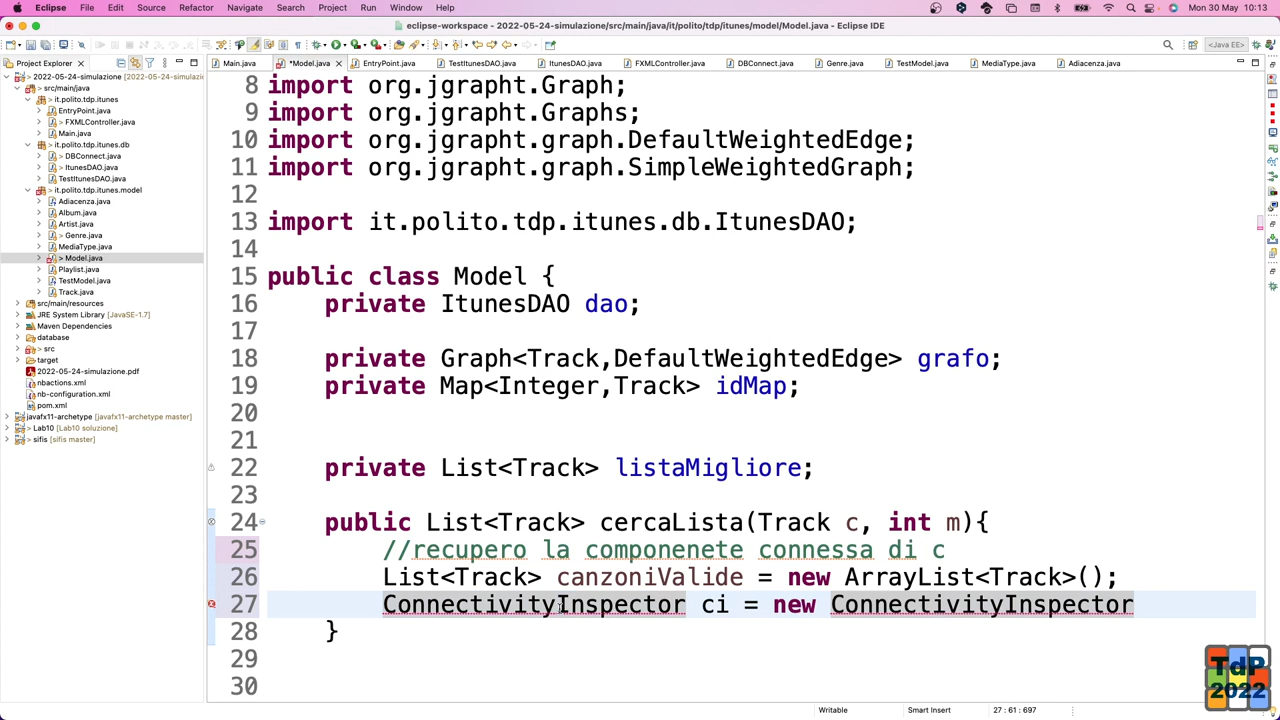 Eclipse File Edit Source Refactor Navigate Search Project Run Window Help Mon 30 May 10:13
eclipse-workspace - 2022-05-24-simulazione/src/main/java/it/polito/tdp/itunes/model/Model.java - Eclipse IDE
<Java EE>
Project Explorer
Main.java *Model.java EntryPoint.java TestItunesDAO.java ItunesDAO.java FXMLController.java DBConnect.java Genre.java TestModel.java MediaType.java Adiacenza.java
2022-05-24-simulazione [2022-05-24-simulazi
src/main/java
it.polito.tdp.itunes
> EntryPoint.java
> FXMLController.java
Main.java
it.polito.tdp.itunes.db
> DBConnect.java
> ItunesDAO.java
> TestItunesDAO.java
> it.polito.tdp.itunes.model
Adiacenza.java
Album.java
Artist.java
> Genre.java
MediaType.java
> Model.java
Playlist.java
TestModel.java
Track.java
src/main/resources
JRE System Library [JavaSE-1.7]
Maven Dependencies
database
> src
target
2022-05-24-simulazione.pdf
nbactions.xml
nb-configuration.xml
pom.xml
javafx11-archetype [javafx11-archetype master]
> Lab10 [Lab10 soluzione]
> sifis [sifis master]
8 import org.jgrapht.Graph;
9 import org.jgrapht.Graphs;
10 import org.jgrapht.graph.DefaultWeightedEdge;
11 import org.jgrapht.graph.SimpleWeightedGraph;
12
13 import it.polito.tdp.itunes.db.ItunesDAO;
14
15 public class Model {
16 private ItunesDAO dao;
17
18 private Graph<Track,DefaultWeightedEdge> grafo;
19 private Map<Integer,Track> idMap;
20
21
22 private List<Track> listaMigliore;
23
24 public List<Track> cercaLista(Track c, int m){
25 //recupero la componenete connessa di c
26 List<Track> canzoniValide = new ArrayList<Track>();
27 ConnectivityInspector ci = new ConnectivityInspector
28 }
29
30
TdP
2022
Writable Smart Insert 27 : 61 : 697